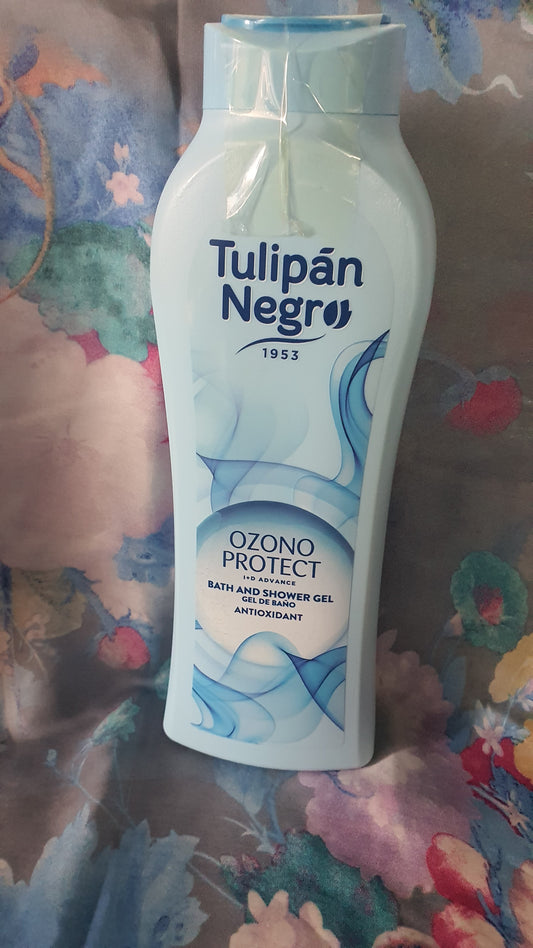 Tulipán
Negro
1953
OZONO
PROTECT
I+D ADVANCE
BATH AND SHOWER GEL
GEL DE BAÑO
ANTIOXIDANT